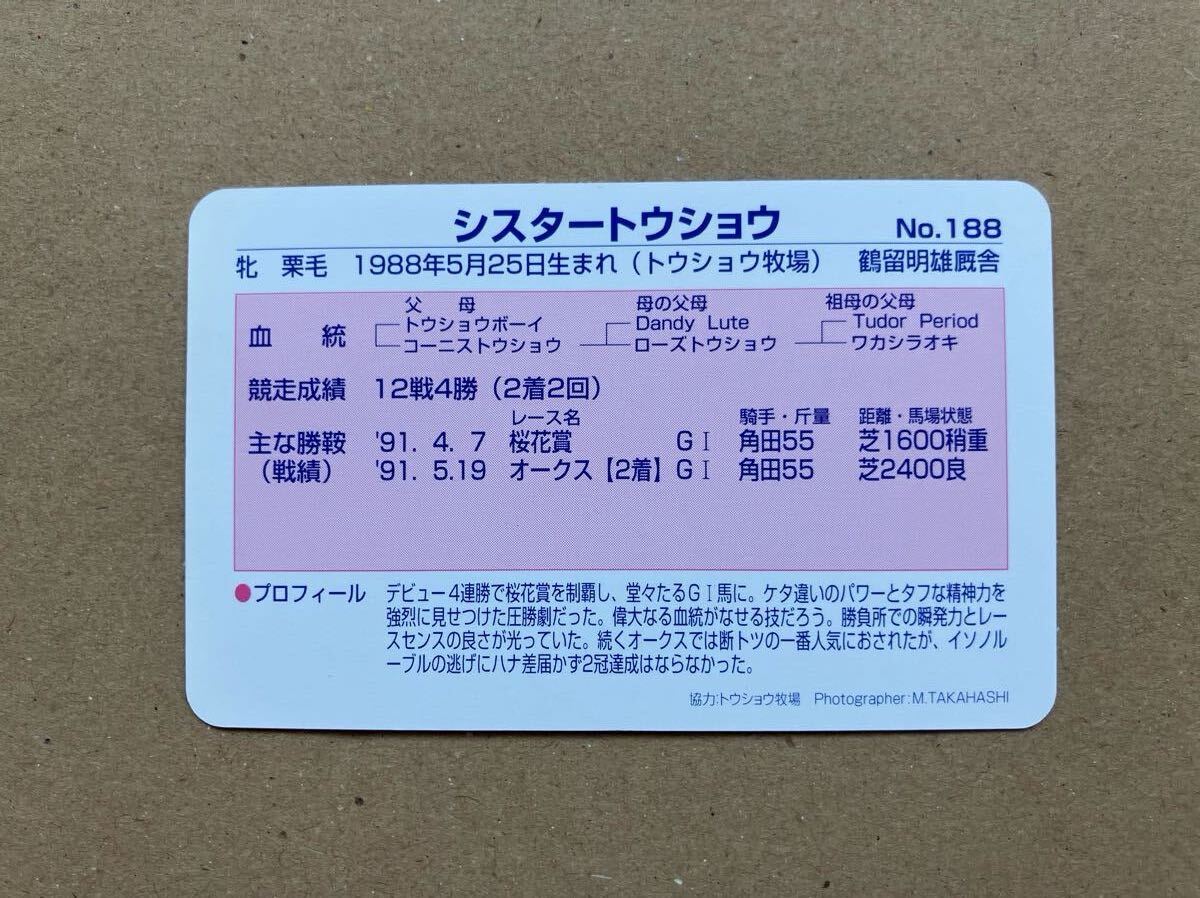 シスタートウショウ No.188
牝 栗毛 1988年5月25日生まれ（トウショウ牧場） 鶴留明雄厩舎
父 母 母の父母 祖母の父母
トウショウボーイ Dandy Lute Tudor Period
血 統 コーニストウショウ ローズトウショウ ワカシラオキ
競走成績 12戦4勝（2着2回）
レース名 騎手・斤量 距離・馬場状態
主な勝鞍 '91. 4. 7 桜花賞 GⅠ 角田55 芝1600稍重
（戦績） '91. 5.19 オークス【2着】GⅠ 角田55 芝2400良
●プロフィール デビュー4連勝で桜花賞を制覇し、堂々たるGⅠ馬に。ケタ違いのパワーとタフな精神力を
強烈に見せつけた圧勝劇だった。偉大なる血統がなせる技だろう。勝負所での瞬発力とレー
スセンスの良さが光っていた。続くオークスでは断トツの一番人気におされたが、イソノル
ーブルの逃げにハナ差届かず2冠達成はならなかった。
協力:トウショウ牧場 Photographer:M.TAKAHASHI